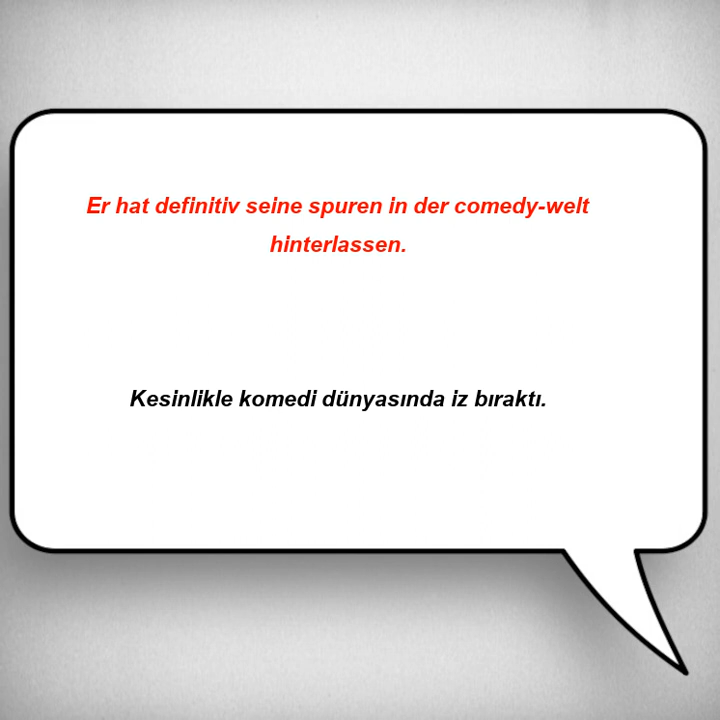 Er hat definitiv seine spuren in der comedy-welt
hinterlassen.
Kesinlikle komedi dünyasında iz bıraktı.